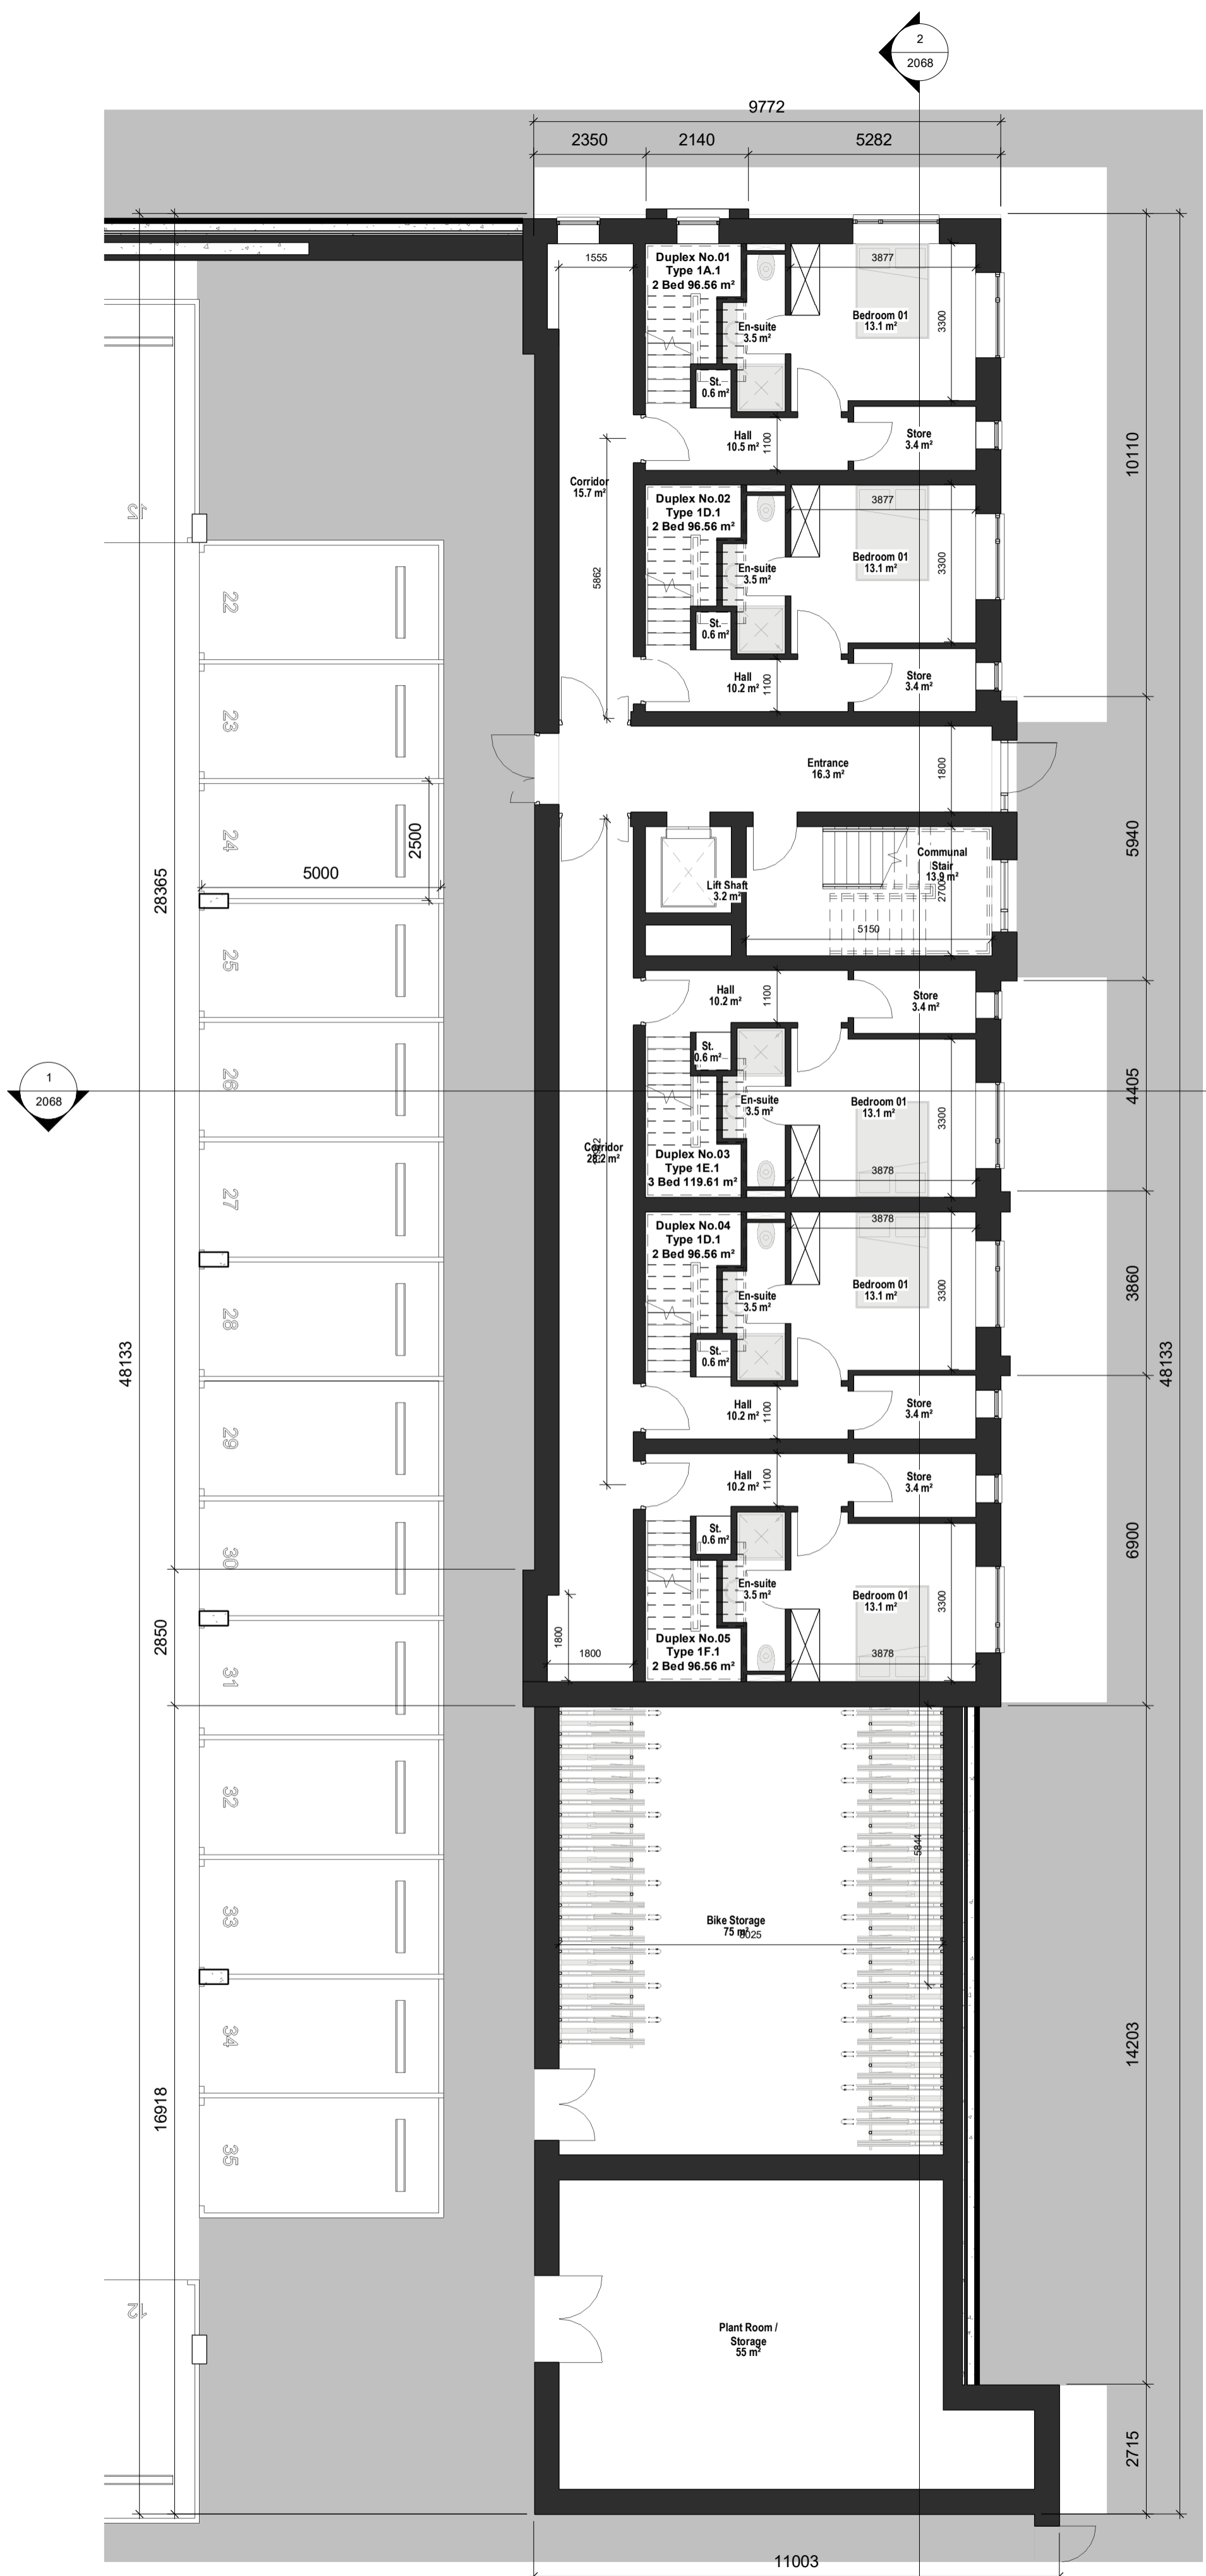 2
2068
9772
2350
2140
5282
1555
Duplex No.01
Type 1A.1
2 Bed 96.56 m²
En-suite
3.5 m²
3877
Bedroom 01
13.1 m²
3300
St.
0.6 m²
Hall
10.5 m²
1100
Store
3.4 m²
10110
Corridor
15.7 m²
Duplex No.02
Type 1D.1
2 Bed 96.56 m²
3877
En-suite
3.5 m²
Bedroom 01
13.1 m²
3300
5862
St.
0.6 m²
Hall
10.2 m²
1100
Store
3.4 m²
22
23
24
25
26
27
28
29
30
31
32
33
34
35
12
5000
2500
28365
Entrance
16.3 m²
1800
Communal
Stair
13.9 m²
2700
5150
Lift Shaft
3.2 m²
5940
Hall
10.2 m²
1100
Store
3.4 m²
St.
0.6 m²
En-suite
3.5 m²
Bedroom 01
13.1 m²
3300
3878
4405
1
2068
Corridor
28.2 m²
Duplex No.03
Type 1E.1
3 Bed 119.61 m²
Duplex No.04
Type 1D.1
2 Bed 96.56 m²
3878
En-suite
3.5 m²
Bedroom 01
13.1 m²
3300
3860
48133
48133
St.
0.6 m²
Hall
10.2 m²
1100
Store
3.4 m²
Hall
10.2 m²
1100
Store
3.4 m²
St.
0.6 m²
En-suite
3.5 m²
Bedroom 01
13.1 m²
3300
6900
2850
1800
1800
Duplex No.05
Type 1F.1
2 Bed 96.56 m²
3878
5844
Bike Storage
75 m²
9025
14203
16918
Plant Room /
Storage
55 m²
2715
11003